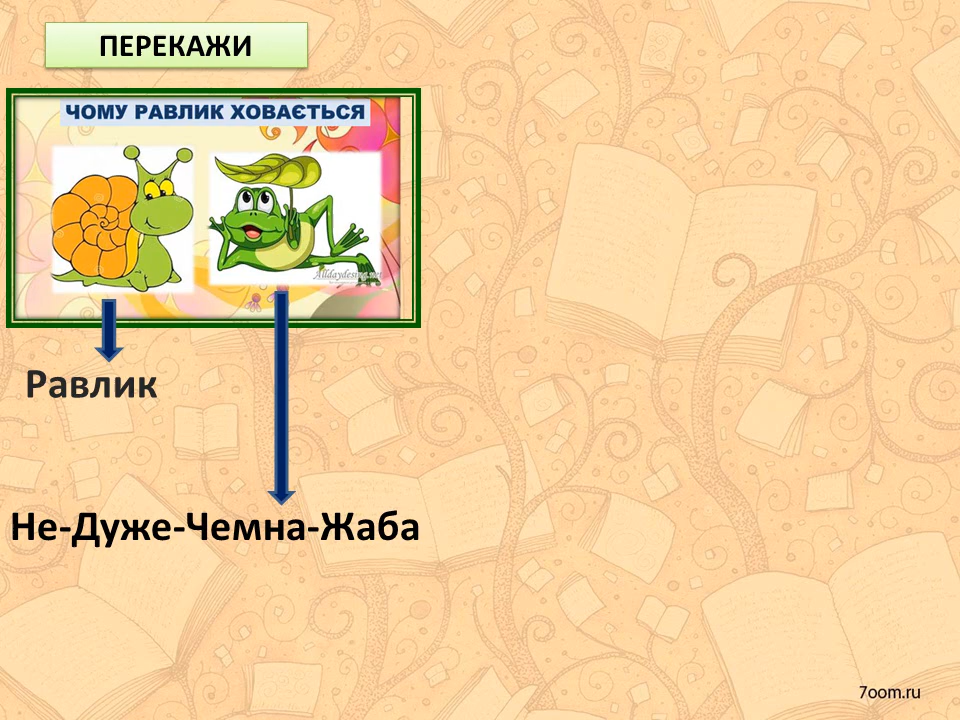 ПЕРЕКАЖИ
ЧОМУ РАВЛИК ХОВАЄТЬСЯ
Равлик
Не-Дуже-Чемна-Жаба
7oom.ru